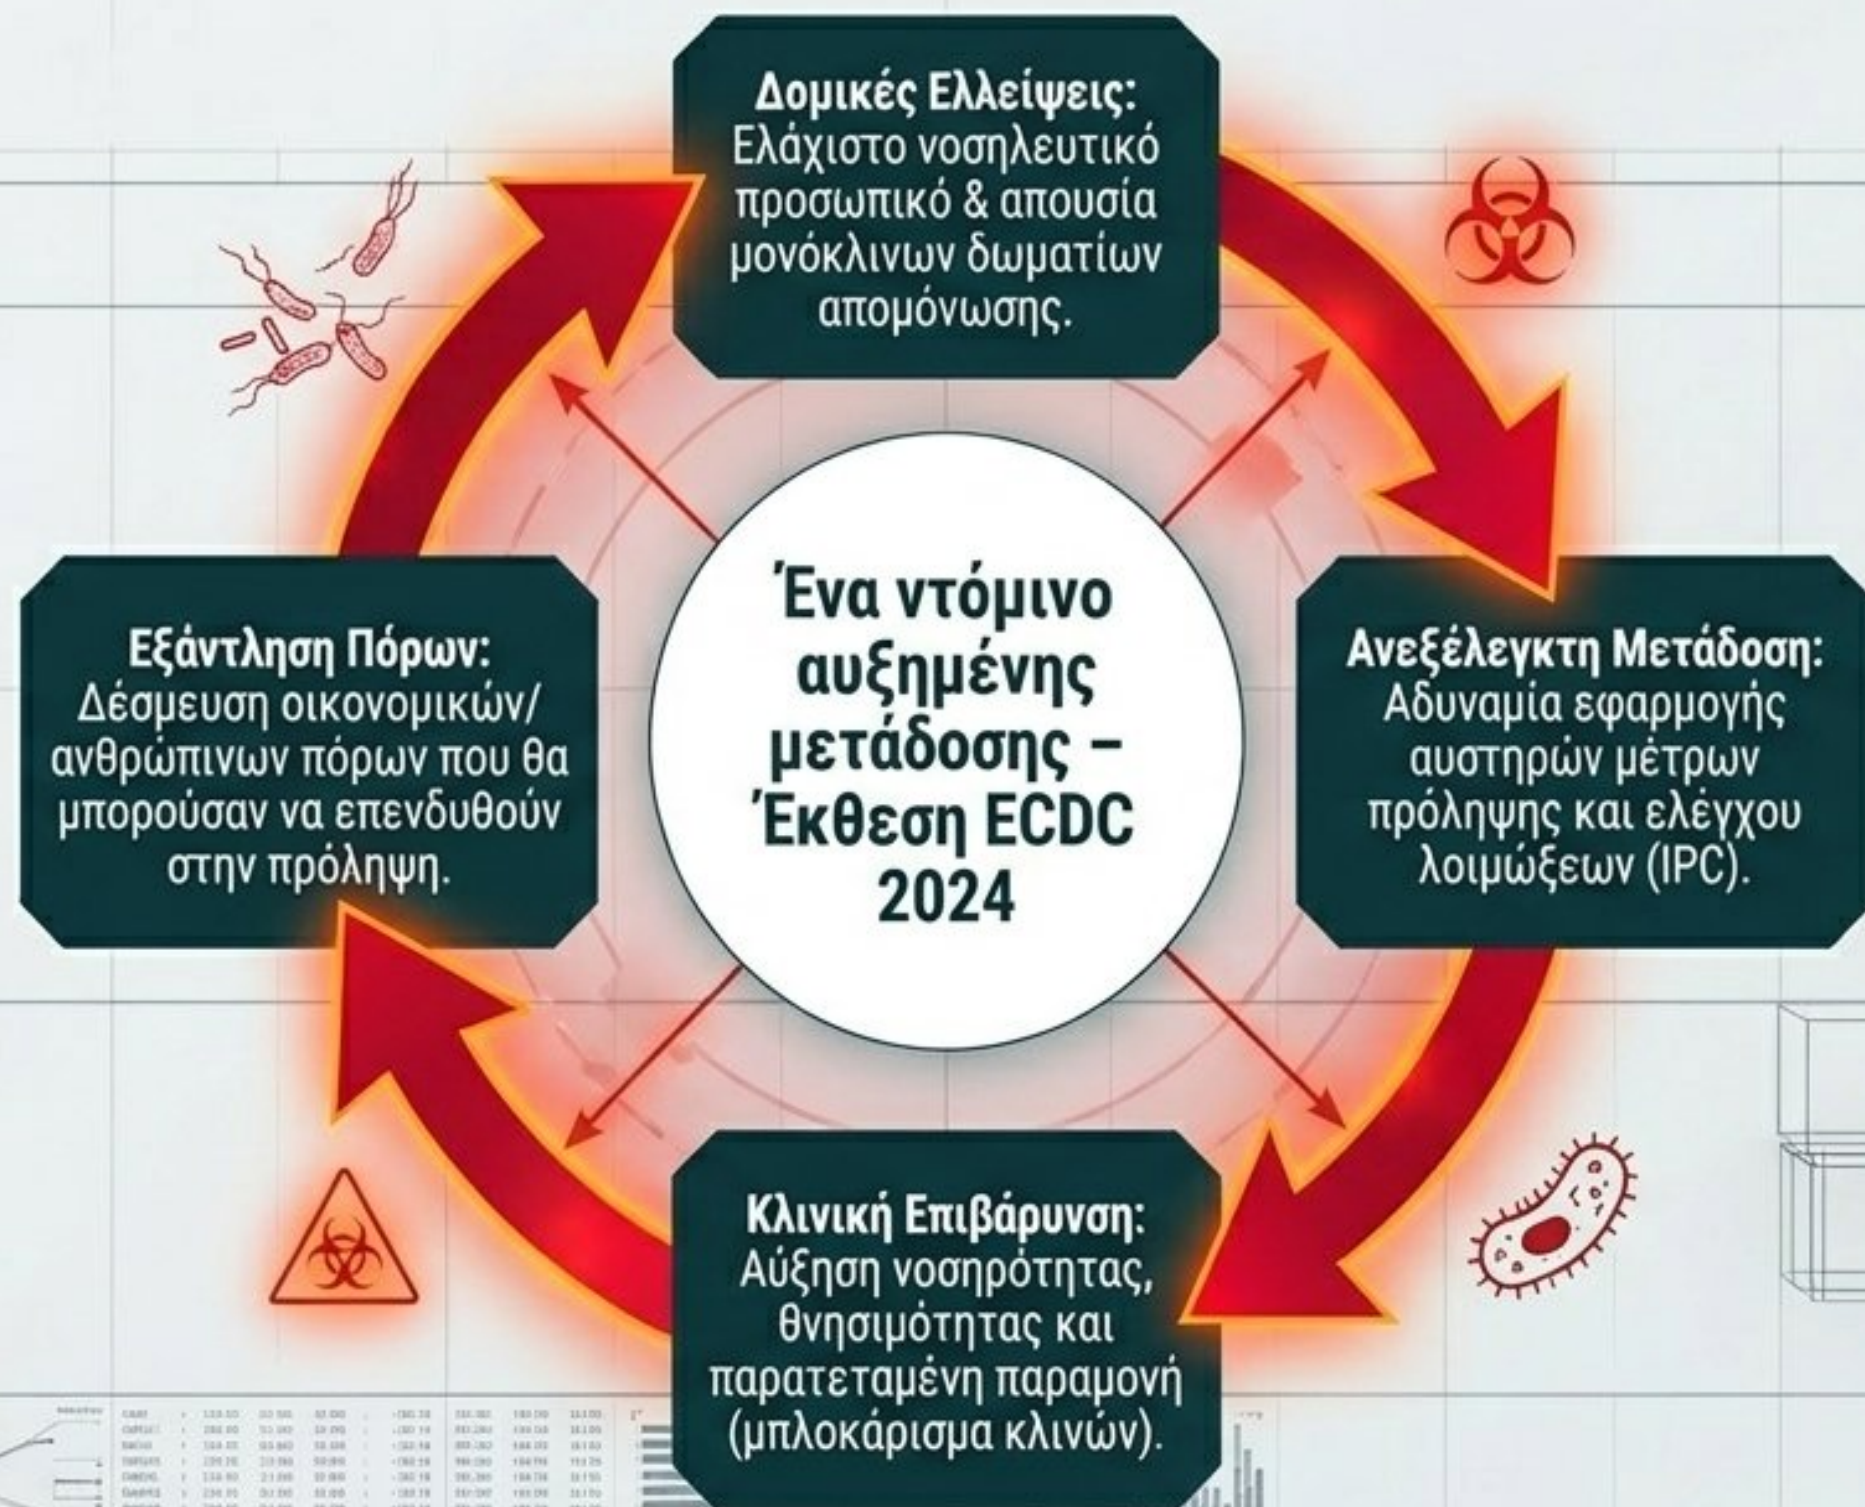 Δομικές Ελλείψεις:
Ελάχιστο νοσηλευτικό
προσωπικό & απουσία
μονόκλινων δωματίων
απομόνωσης.
Ανεξέλεγκτη Μετάδοση:
Αδυναμία εφαρμογής
αυστηρών μέτρων
πρόληψης και ελέγχου
λοιμώξεων (IPC).
Κλινική Επιβάρυνση:
Αύξηση νοσηρότητας,
θνησιμότητας και
παρατεταμένη παραμονή
(μπλοκάρισμα κλινών).
Εξάντληση Πόρων:
Δέσμευση οικονομικών/
ανθρώπινων πόρων που θα
μπορούσαν να επενδυθούν
στην πρόληψη.
Ένα ντόμινο
αυξημένης
μετάδοσης –
Έκθεση ECDC
2024